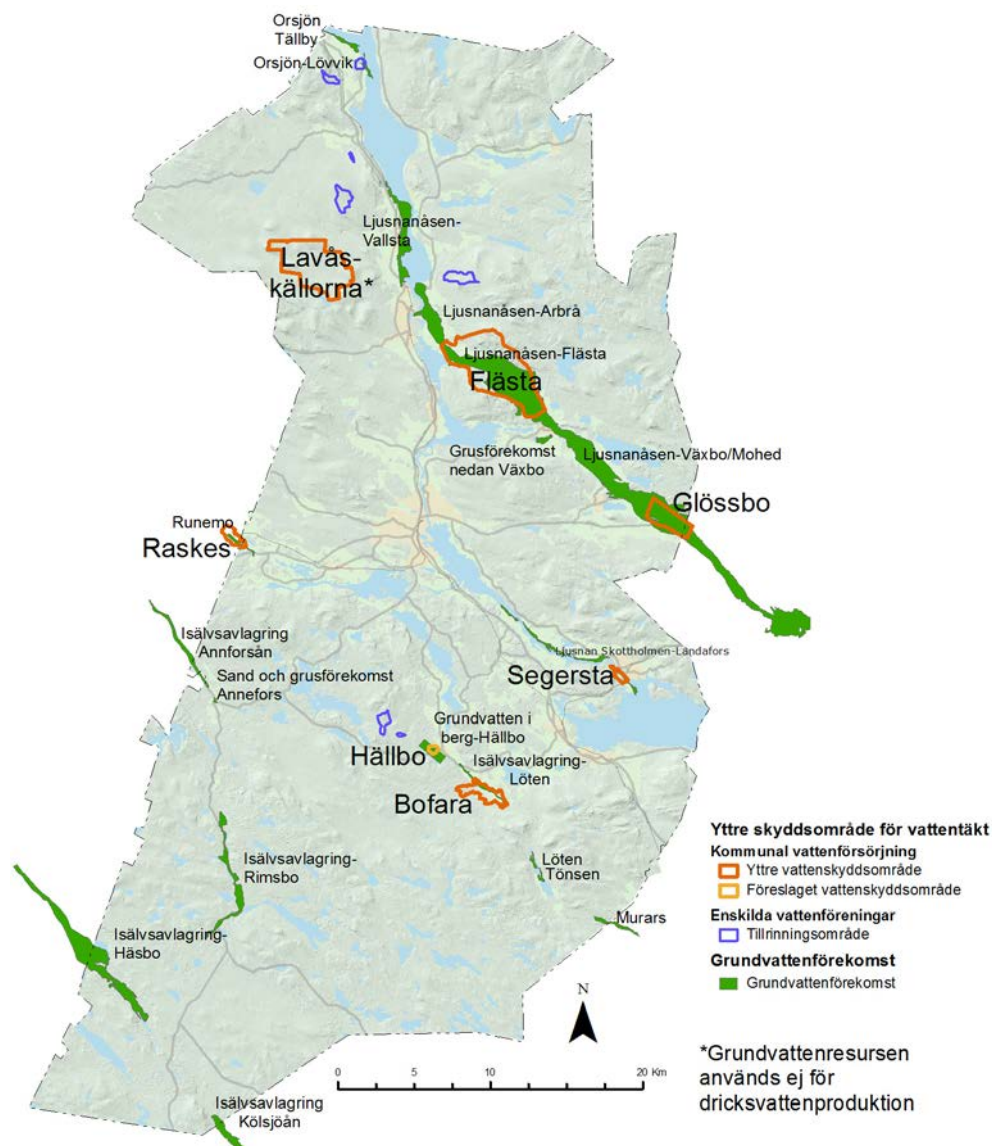 Orsjön
Tällby
Orsjön-Lövvik
Ljusnanåsen-
Vallsta
Lavås-
källorna*
Ljusnanåsen-Arbrå
Ljusnanåsen-Flästa
Flästa
Grusförekomst
nedan Växbo
Ljusnanåsen-Växbo/Mohed
Glössbo
Runemo
Raskes
Isälvsavlagring
Annforsån
Sand och grusförekomst
Annefors
Ljusnan Skottholmen-Landafors
Segersta
Grundvatten i
berg-Hällbo
Hällbo
Isälvsavlagring-
Löten
Bofara
Isälvsavlagring-
Rimsbo
Löten
Tönsen
Murars
Isälvsavlagring-
Häsbo
Isälvsavlagring
Kölsjöån
Yttre skyddsområde för vattentäkt
Kommunal vattenförsörjning
Yttre vattenskyddsområde
Föreslaget vattenskyddsområde
Enskilda vattenföreningar
Tillrinningsområde
Grundvattenförekomst
Grundvattenförekomst
N
0 5 10 20 Km
*Grundvattenresursen
används ej för
dricksvattenproduktion